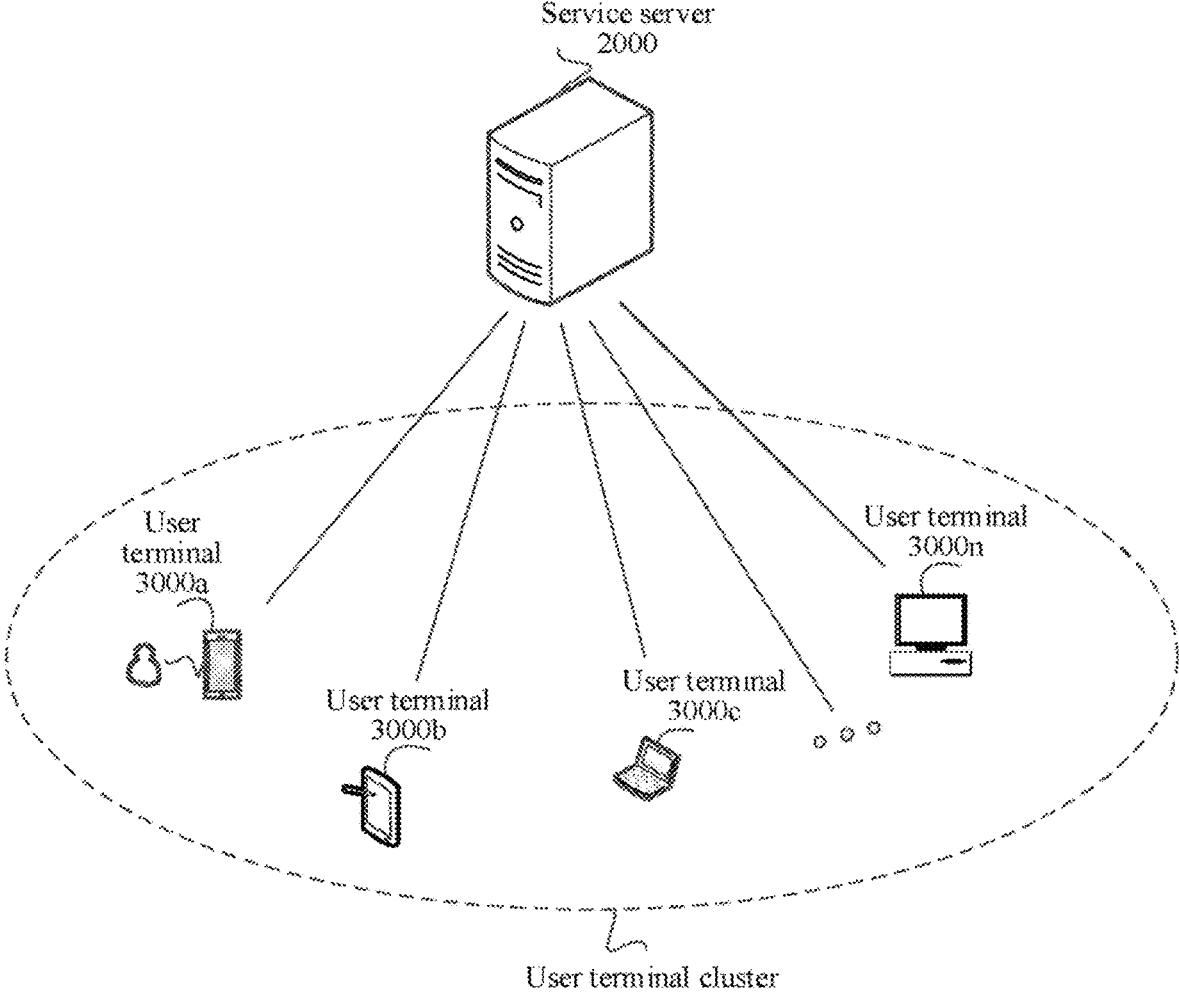 Service server
2000
User
terminal
3000a
User terminal
3000n
User terminal
3000b
User terminal
3000c
User terminal cluster